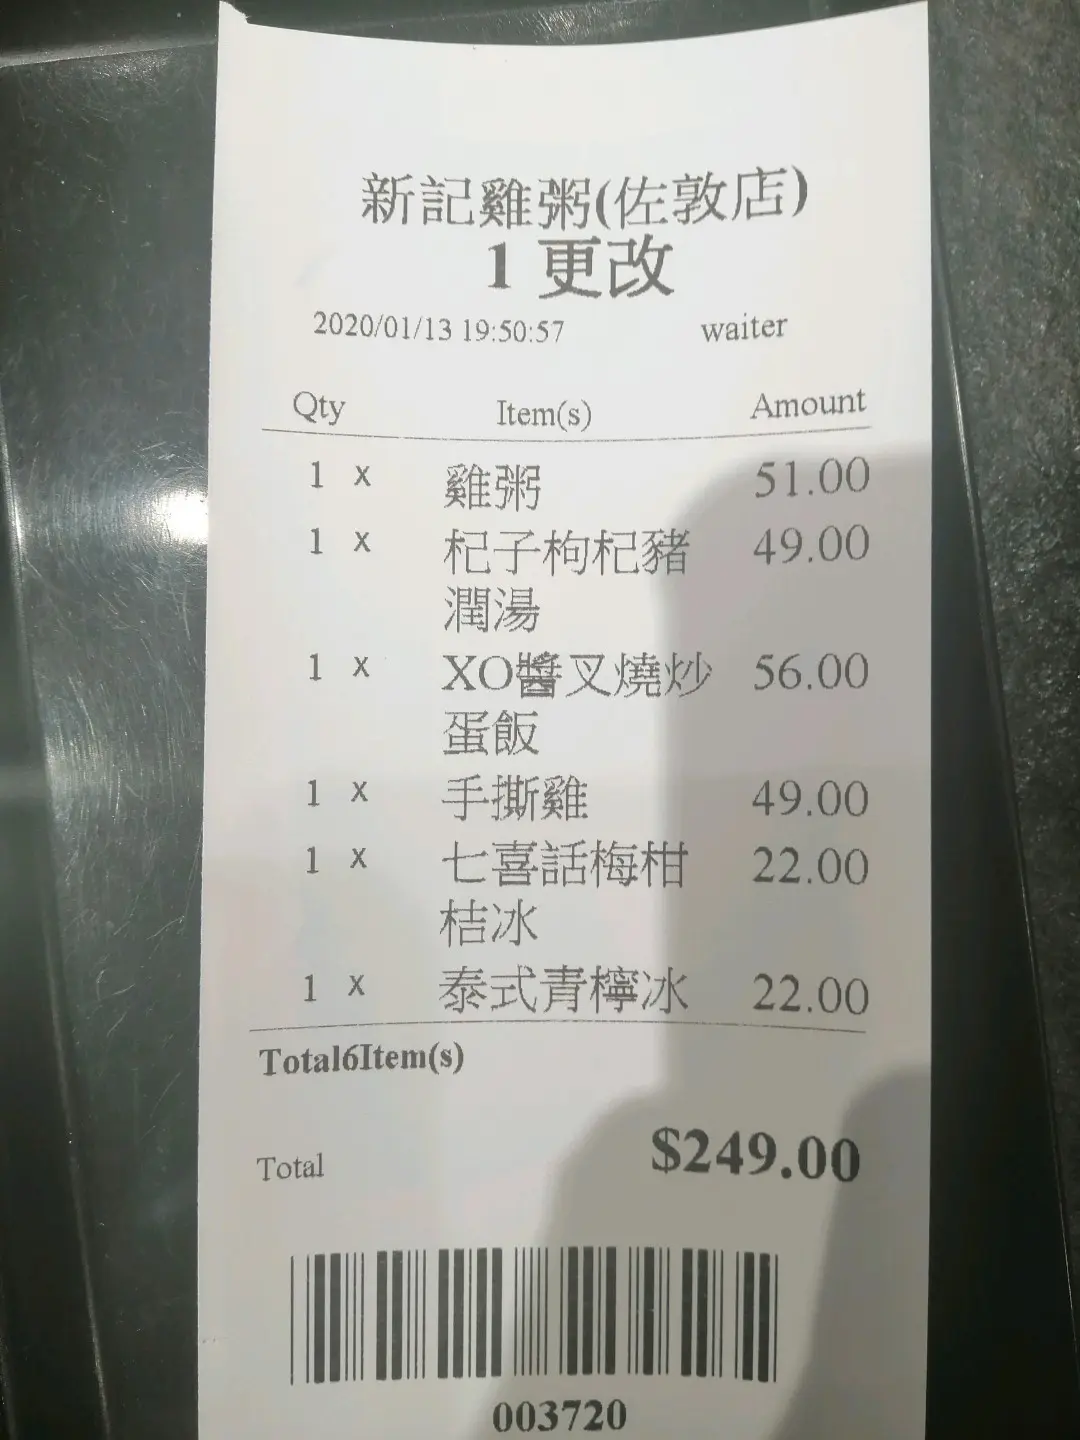 新記雞粥(佐敦店)
1 更改
2020/01/13 19:50:57 waiter
Qty Item(s) Amount
1 x 雞粥 51.00
1 x 杞子枸杞豬 49.00
潤湯
1 x XO醬叉燒炒 56.00
蛋飯
1 x 手撕雞 49.00
1 x 七喜話梅柑 22.00
桔冰
1 x 泰式青檸冰 22.00
Total6Item(s)
Total $249.00
003720